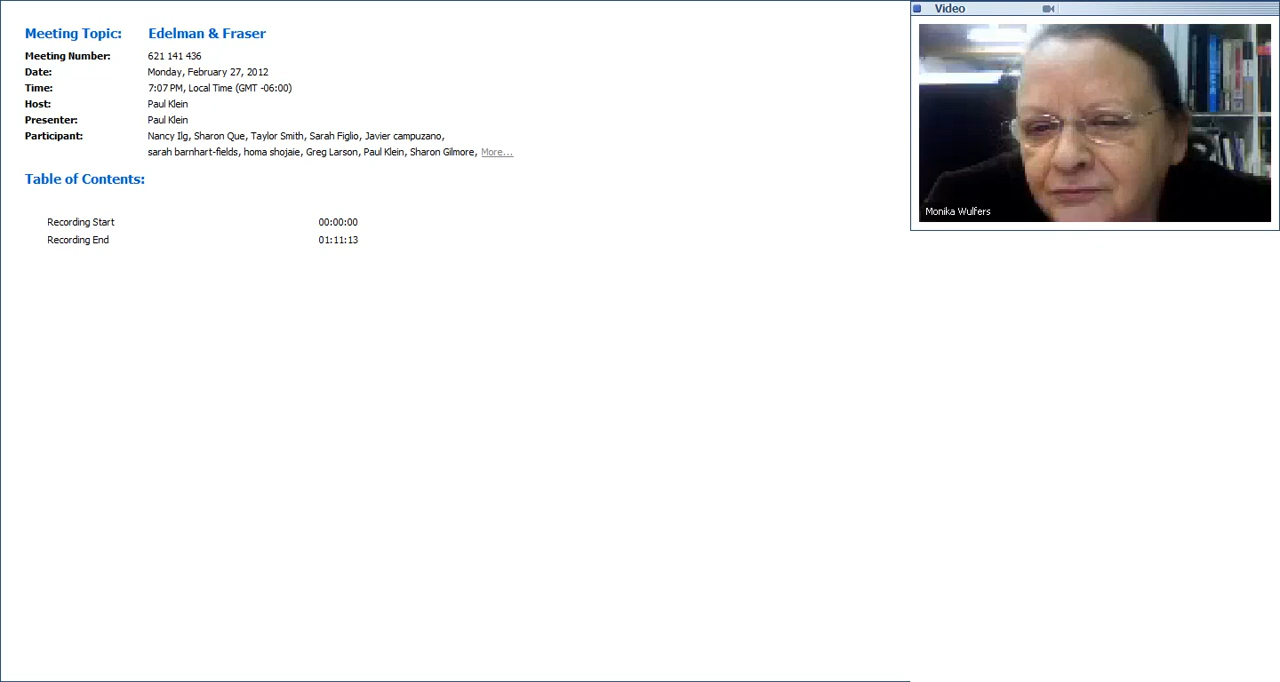 Meeting Topic: Edelman & Fraser
Meeting Number: 621 141 436
Date: Monday, February 27, 2012
Time: 7:07 PM, Local Time (GMT -06:00)
Host: Paul Klein
Presenter: Paul Klein
Participant: Nancy Ilg, Sharon Que, Taylor Smith, Sarah Figlio, Javier campuzano,
sarah barnhart-fields, homa shojaie, Greg Larson, Paul Klein, Sharon Gilmore, More...
Table of Contents:
Recording Start 00:00:00
Recording End 01:11:13
Video
Monika Wulfers